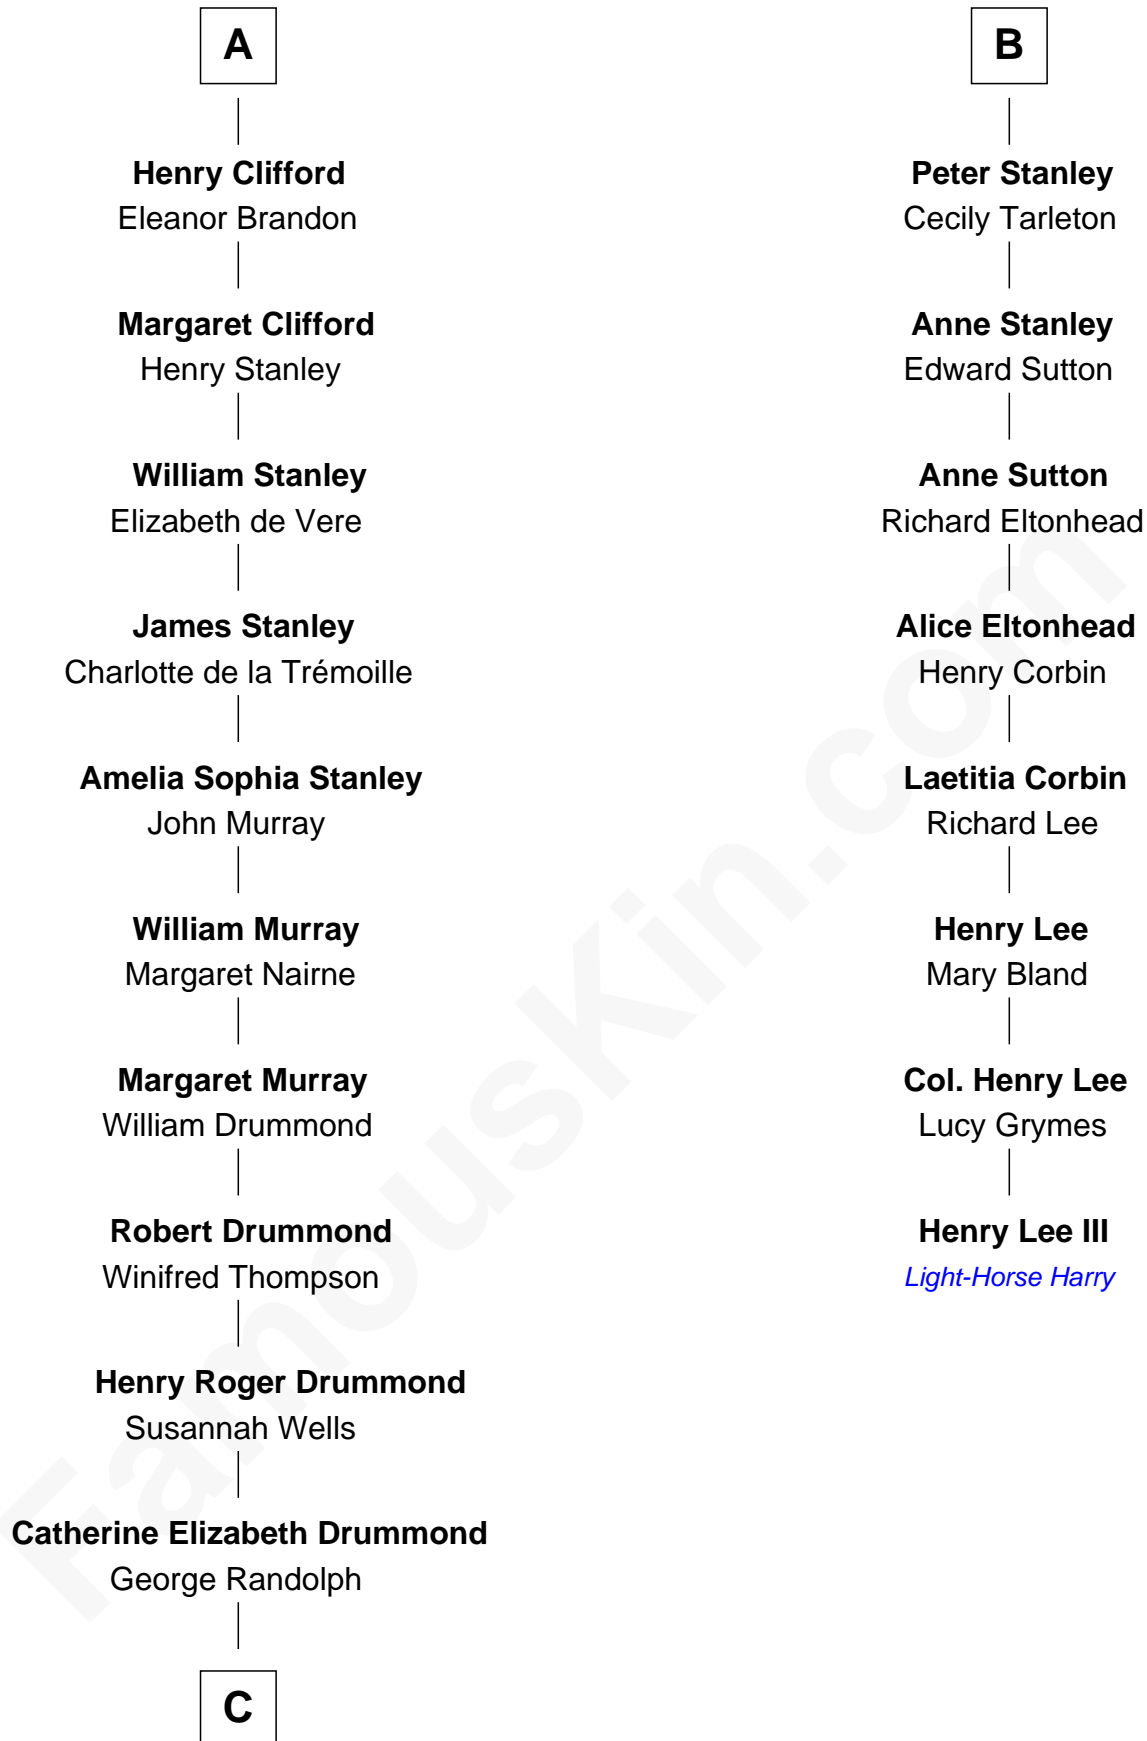 A
Henry Clifford
Eleanor Brandon
Margaret Clifford
Henry Stanley
William Stanley
Elizabeth de Vere
James Stanley
Charlotte de la Trémoille
Amelia Sophia Stanley
John Murray
William Murray
Margaret Nairne
Margaret Murray
William Drummond
Robert Drummond
Winifred Thompson
Henry Roger Drummond
Susannah Wells
Catherine Elizabeth Drummond
George Randolph
C
B
Peter Stanley
Cecily Tarleton
Anne Stanley
Edward Sutton
Anne Sutton
Richard Eltonhead
Alice Eltonhead
Henry Corbin
Laetitia Corbin
Richard Lee
Henry Lee
Mary Bland
Col. Henry Lee
Lucy Grymes
Henry Lee III
Light-Horse Harry
FamousKin.com